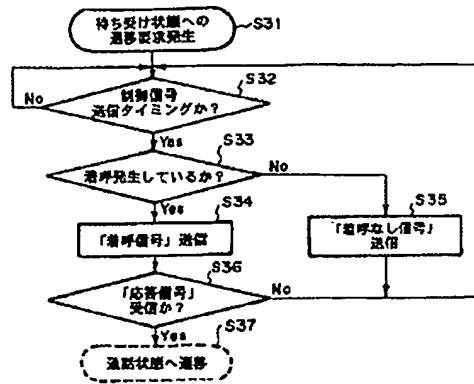 待ち受け状態への
遷移要求発生
S31
S32
制御信号
送信タイミングか?
No
Yes
S33
着呼発生しているか?
No
Yes
S34
「着呼信号」送信
S35
「着呼なし信号」
送信
S36
「応答信号」
受信か?
No
Yes
S37
通話状態へ遷移